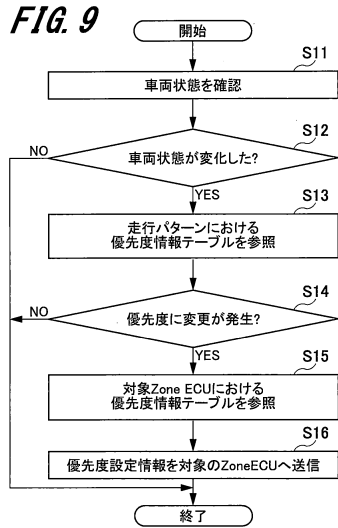 FIG. 9
開始
S11
車両状態を確認
S12
車両状態が変化した?
NO
YES
S13
走行パターンにおける
優先度情報テーブルを参照
S14
優先度に変更が発生?
NO
YES
S15
対象Zone ECUにおける
優先度情報テーブルを参照
S16
優先度設定情報を対象のZoneECUへ送信
終了